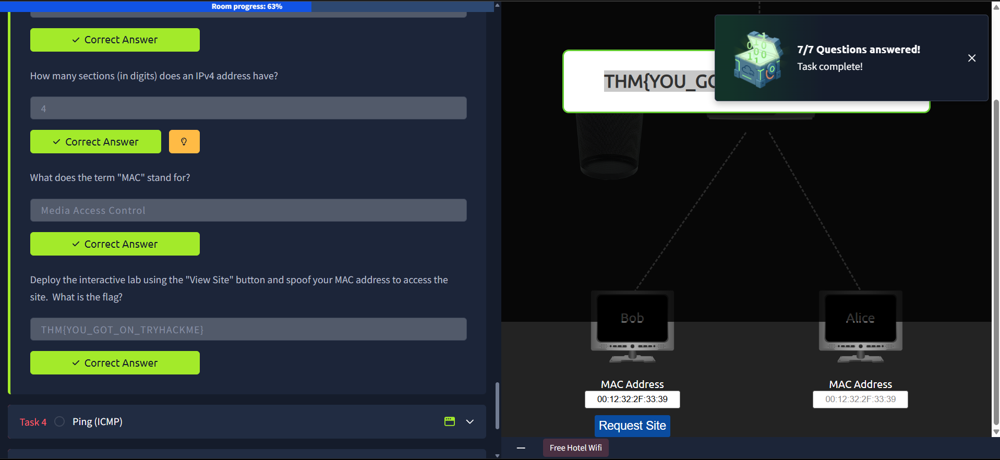 Room progress: 63%
Correct Answer
How many sections (in digits) does an IPv4 address have?
4
Correct Answer
What does the term "MAC" stand for?
Media Access Control
Correct Answer
Deploy the interactive lab using the "View Site" button and spoof your MAC address to access the
site. What is the flag?
THM{YOU_GOT_ON_TRYHACKME}
Correct Answer
Task 4
Ping (ICMP)
THM{YOU_GO
7/7 Questions answered!
Task complete!
Bob
Alice
MAC Address
00:12:32:2F:33:39
Request Site
MAC Address
00:12:32:2F:33:39
Free Hotel Wifi